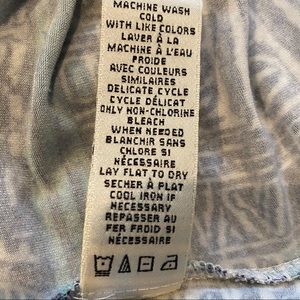 MACHINE WASH
COLD
WITH LIKE COLORS
LAVER À LA
MACHINE À L'EAU
FROIDE
AVEC COULEURS
SIMILAIRES
DELICATE CYCLE
CYCLE DÉLICAT
ONLY NON-CHLORINE
BLEACH
WHEN NEEDED
BLANCHIR SANS
CHLORE SI
NÉCESSAIRE
LAY FLAT TO DRY
SECHER À PLAT
COOL IRON IF
NECESSARY
REPASSER AU
FER FROID SI
NÉCESSAIRE